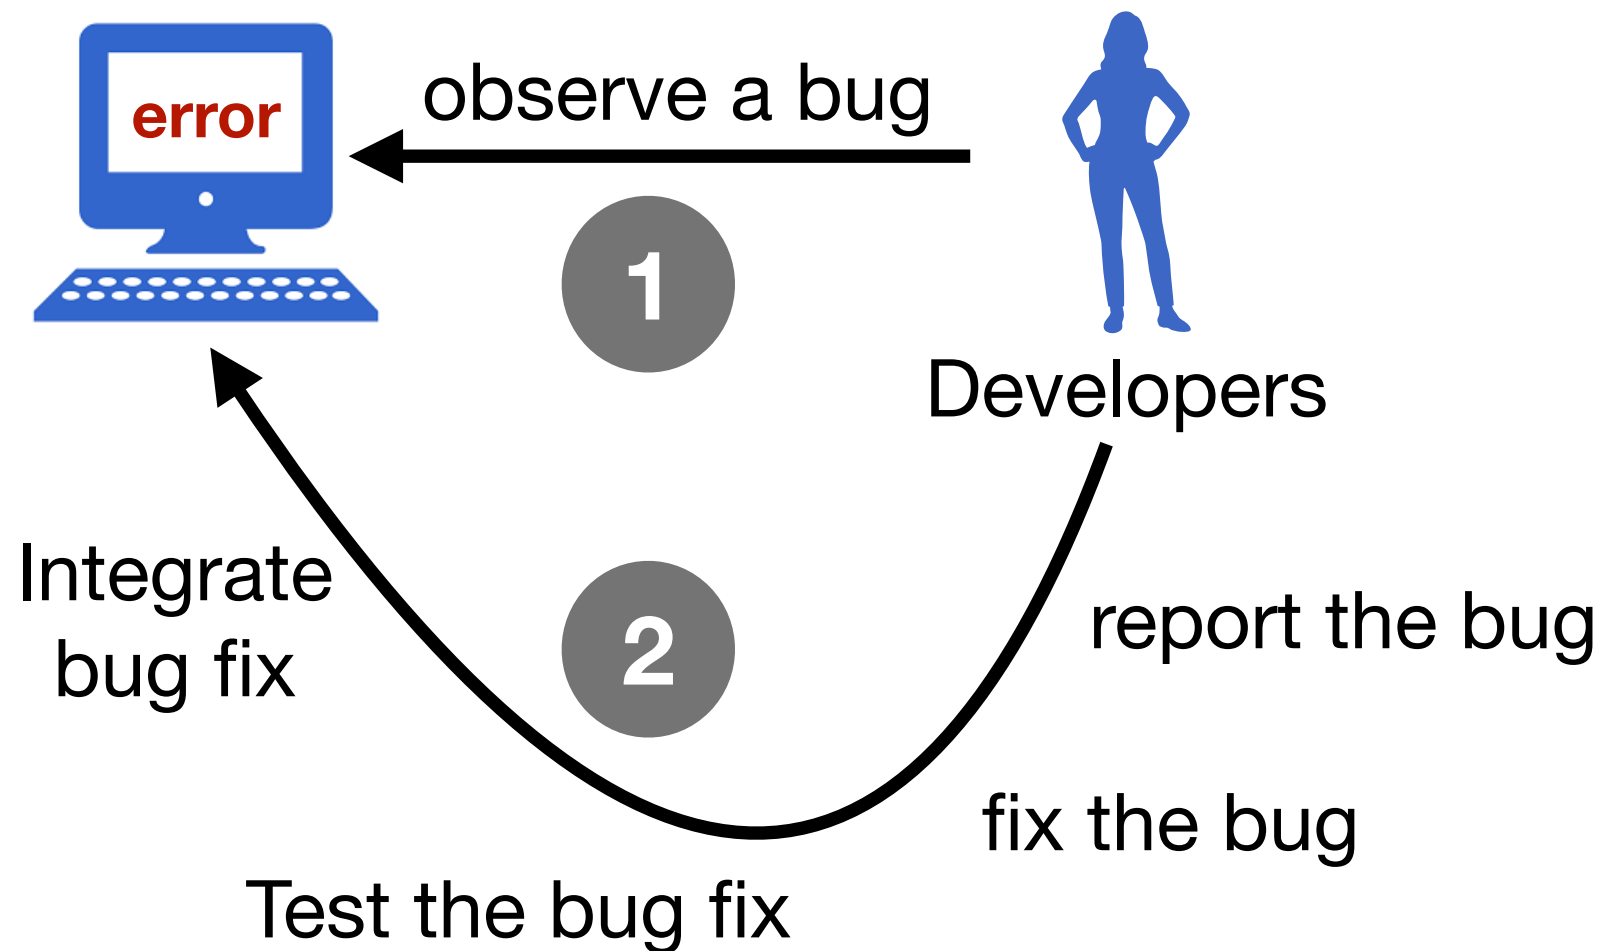 error
observe a bug
1
Developers
Integrate
bug fix
2
report the bug
fix the bug
Test the bug fix